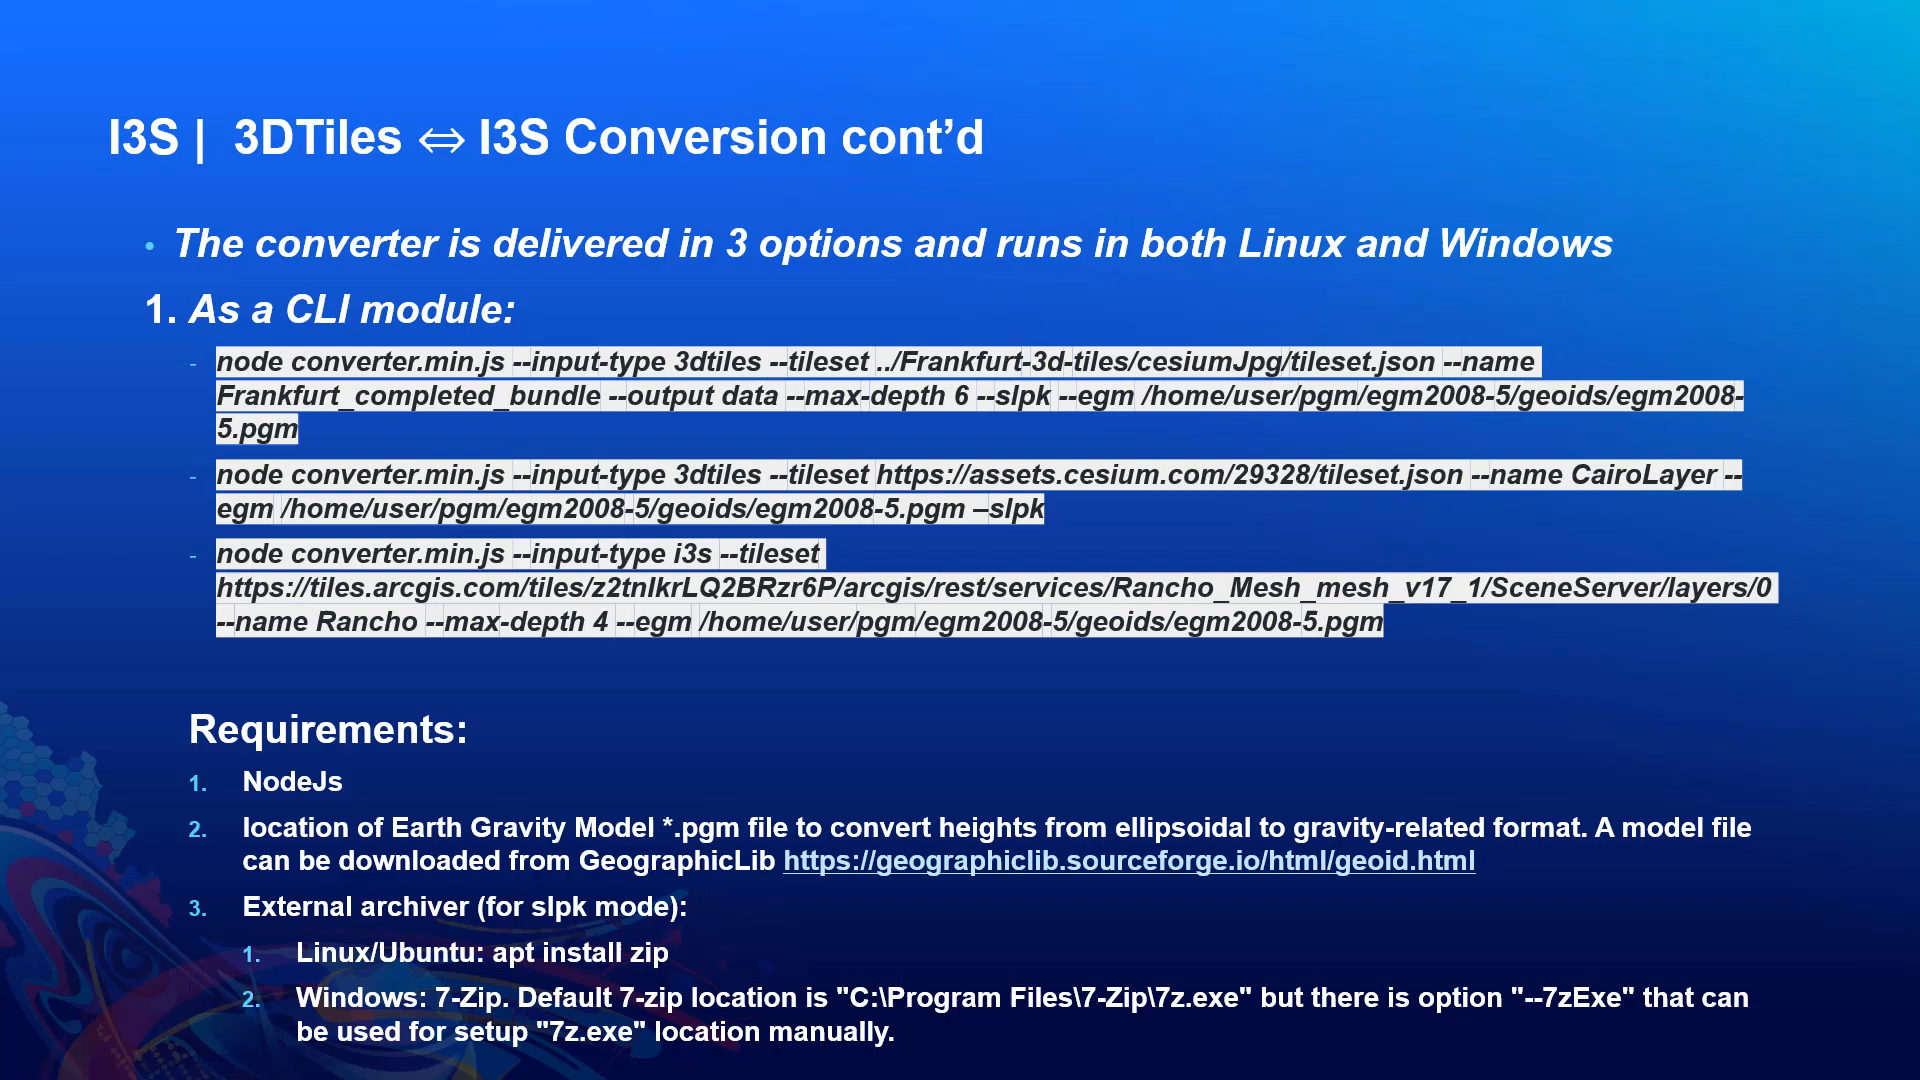 I3S | 3DTiles ⇔ I3S Conversion cont’d
• The converter is delivered in 3 options and runs in both Linux and Windows
1. As a CLI module:
- node converter.min.js --input-type 3dtiles --tileset ../Frankfurt-3d-tiles/cesiumJpg/tileset.json --name
Frankfurt_completed_bundle --output data --max-depth 6 --slpk --egm /home/user/pgm/egm2008-5/geoids/egm2008-
5.pgm
- node converter.min.js --input-type 3dtiles --tileset https://assets.cesium.com/29328/tileset.json --name CairoLayer --
egm /home/user/pgm/egm2008-5/geoids/egm2008-5.pgm –slpk
- node converter.min.js --input-type i3s --tileset
https://tiles.arcgis.com/tiles/z2tnIkrLQ2BRzr6P/arcgis/rest/services/Rancho_Mesh_mesh_v17_1/SceneServer/layers/0
--name Rancho --max-depth 4 --egm /home/user/pgm/egm2008-5/geoids/egm2008-5.pgm
Requirements:
1. NodeJs
2. location of Earth Gravity Model *.pgm file to convert heights from ellipsoidal to gravity-related format. A model file
can be downloaded from GeographicLib https://geographiclib.sourceforge.io/html/geoid.html
3. External archiver (for slpk mode):
1. Linux/Ubuntu: apt install zip
2. Windows: 7-Zip. Default 7-zip location is "C:\Program Files\7-Zip\7z.exe" but there is option "--7zExe" that can
be used for setup "7z.exe" location manually.